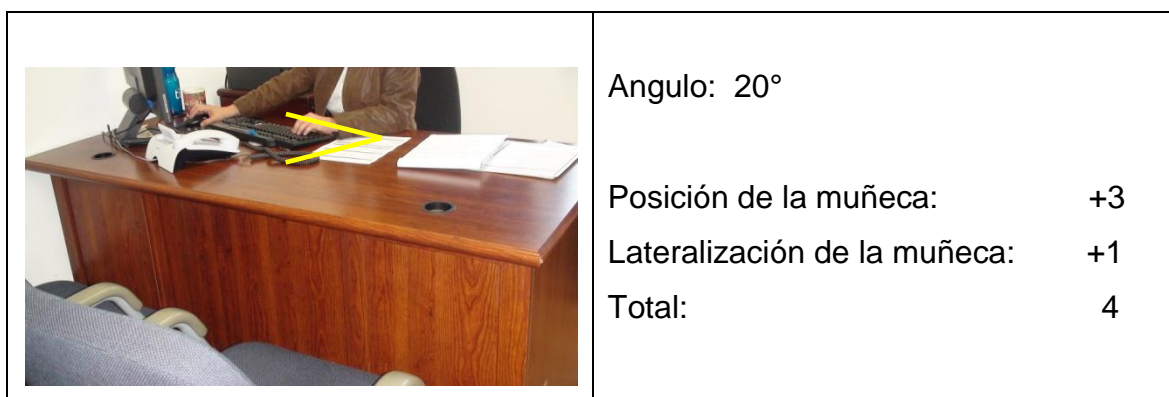 Angulo: 20°
Posición de la muñeca: +3
Lateralización de la muñeca: +1
Total: 4